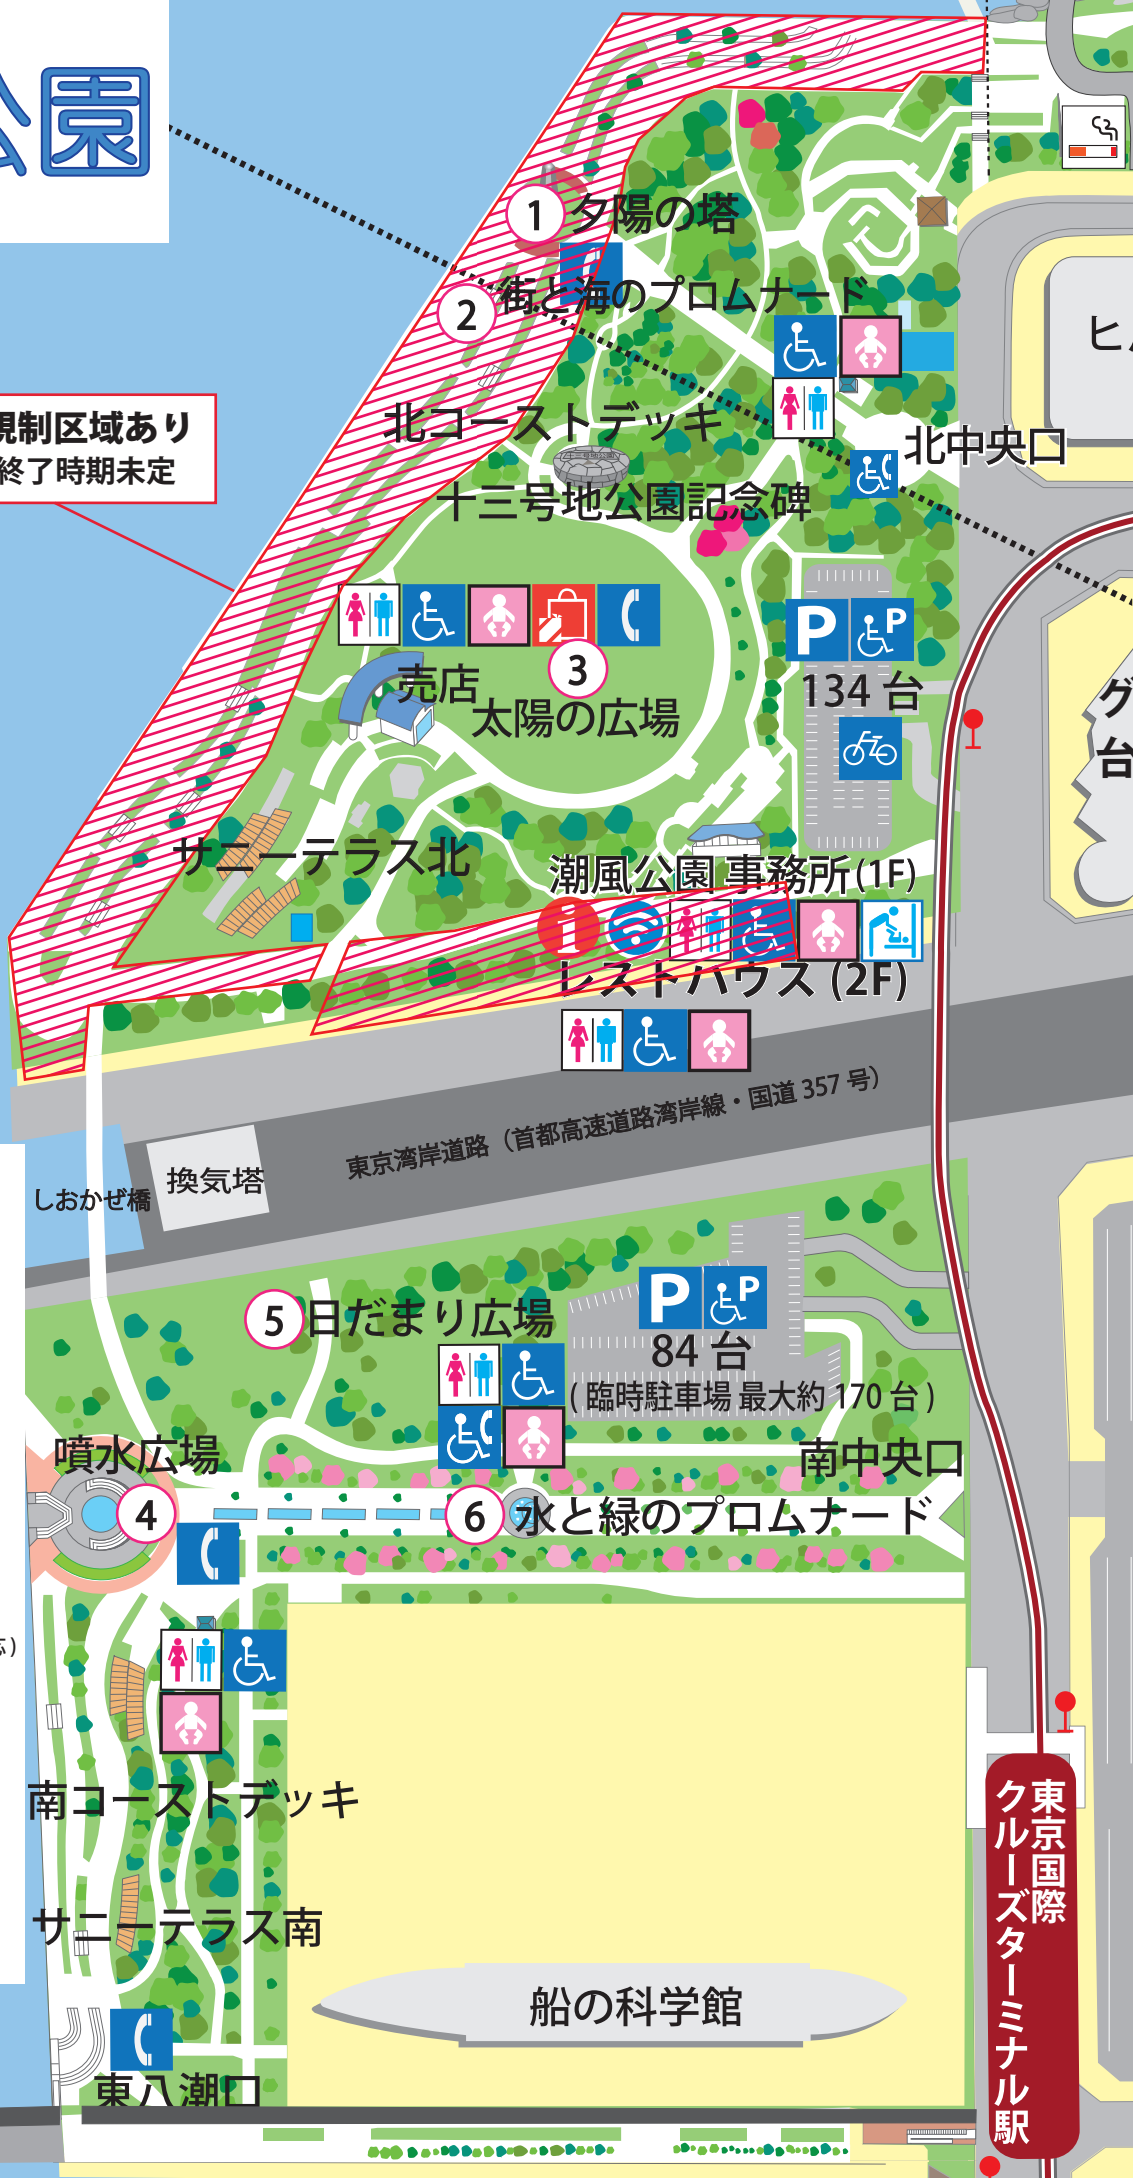 公園
1 夕陽の塔
2 街と海のプロムナード
規制区域あり
終了時期未定
北コーストデッキ
北中央口
十三号地公園記念碑
P
P
134 台
売店
3
太陽の広場
サニーテラス北
潮風公園 事務所(1F)
i
レストハウス (2F)
東京湾岸道路（首都高速道路湾岸線・国道 357 号）
換気塔
しおかぜ橋
5 日だまり広場
P
P
84 台
( 臨時駐車場 最大約 170 台 )
南中央口
噴水広場
4
6 水と緑のプロムナード
南コーストデッキ
サニーテラス南
船の科学館
東八潮口
東京国際
クルーズターミナル駅